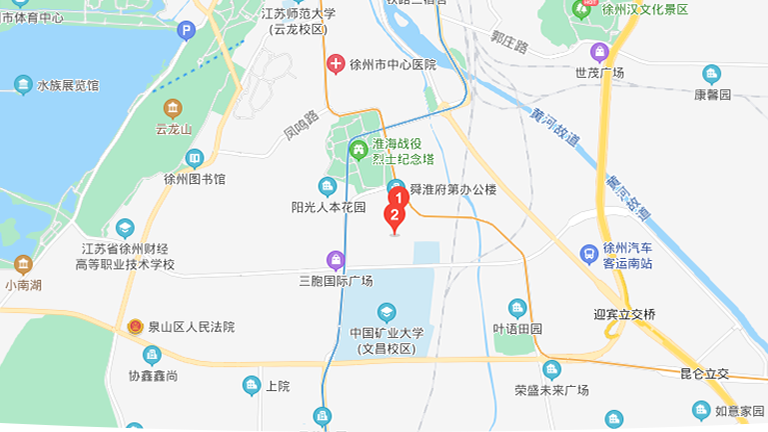 江苏师范大学
(云龙校区)
徐州汉文化景区
HOT
市体育中心
P
郭庄路
世茂广场
徐州市中心医院
水族展览馆
康馨园
云龙山
凤鸣路
黄河故道
淮海战役
烈士纪念塔
徐州图书馆
阳光人本花园
舜淮府第办公楼
1
2
黄河故道
江苏省徐州财经
高等职业技术学校
徐州汽车
客运南站
小南湖
三胞国际广场
泉山区人民法院
中国矿业大学
(文昌校区)
叶语田园
迎宾立交桥
协鑫鑫尚
上院
荣盛未来广场
昆仑立交
如意家园